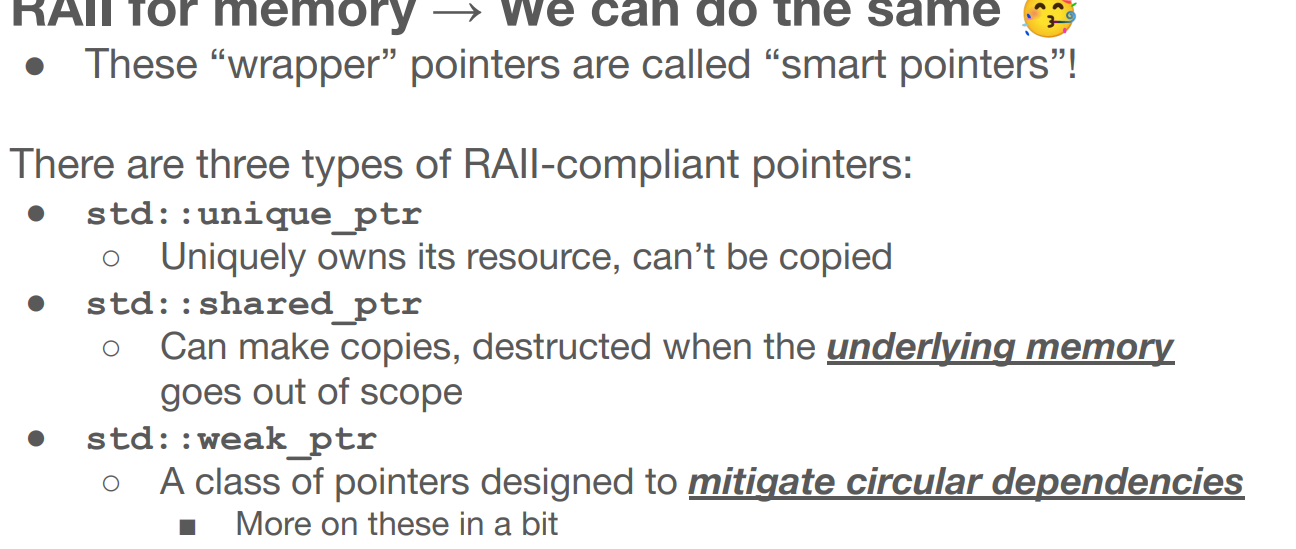 RAII for memory → We can do the same 🥳
● These “wrapper” pointers are called “smart pointers”!
There are three types of RAII-compliant pointers:
● std::unique_ptr
○ Uniquely owns its resource, can’t be copied
● std::shared_ptr
○ Can make copies, destructed when the underlying memory
goes out of scope
● std::weak_ptr
○ A class of pointers designed to mitigate circular dependencies
■ More on these in a bit